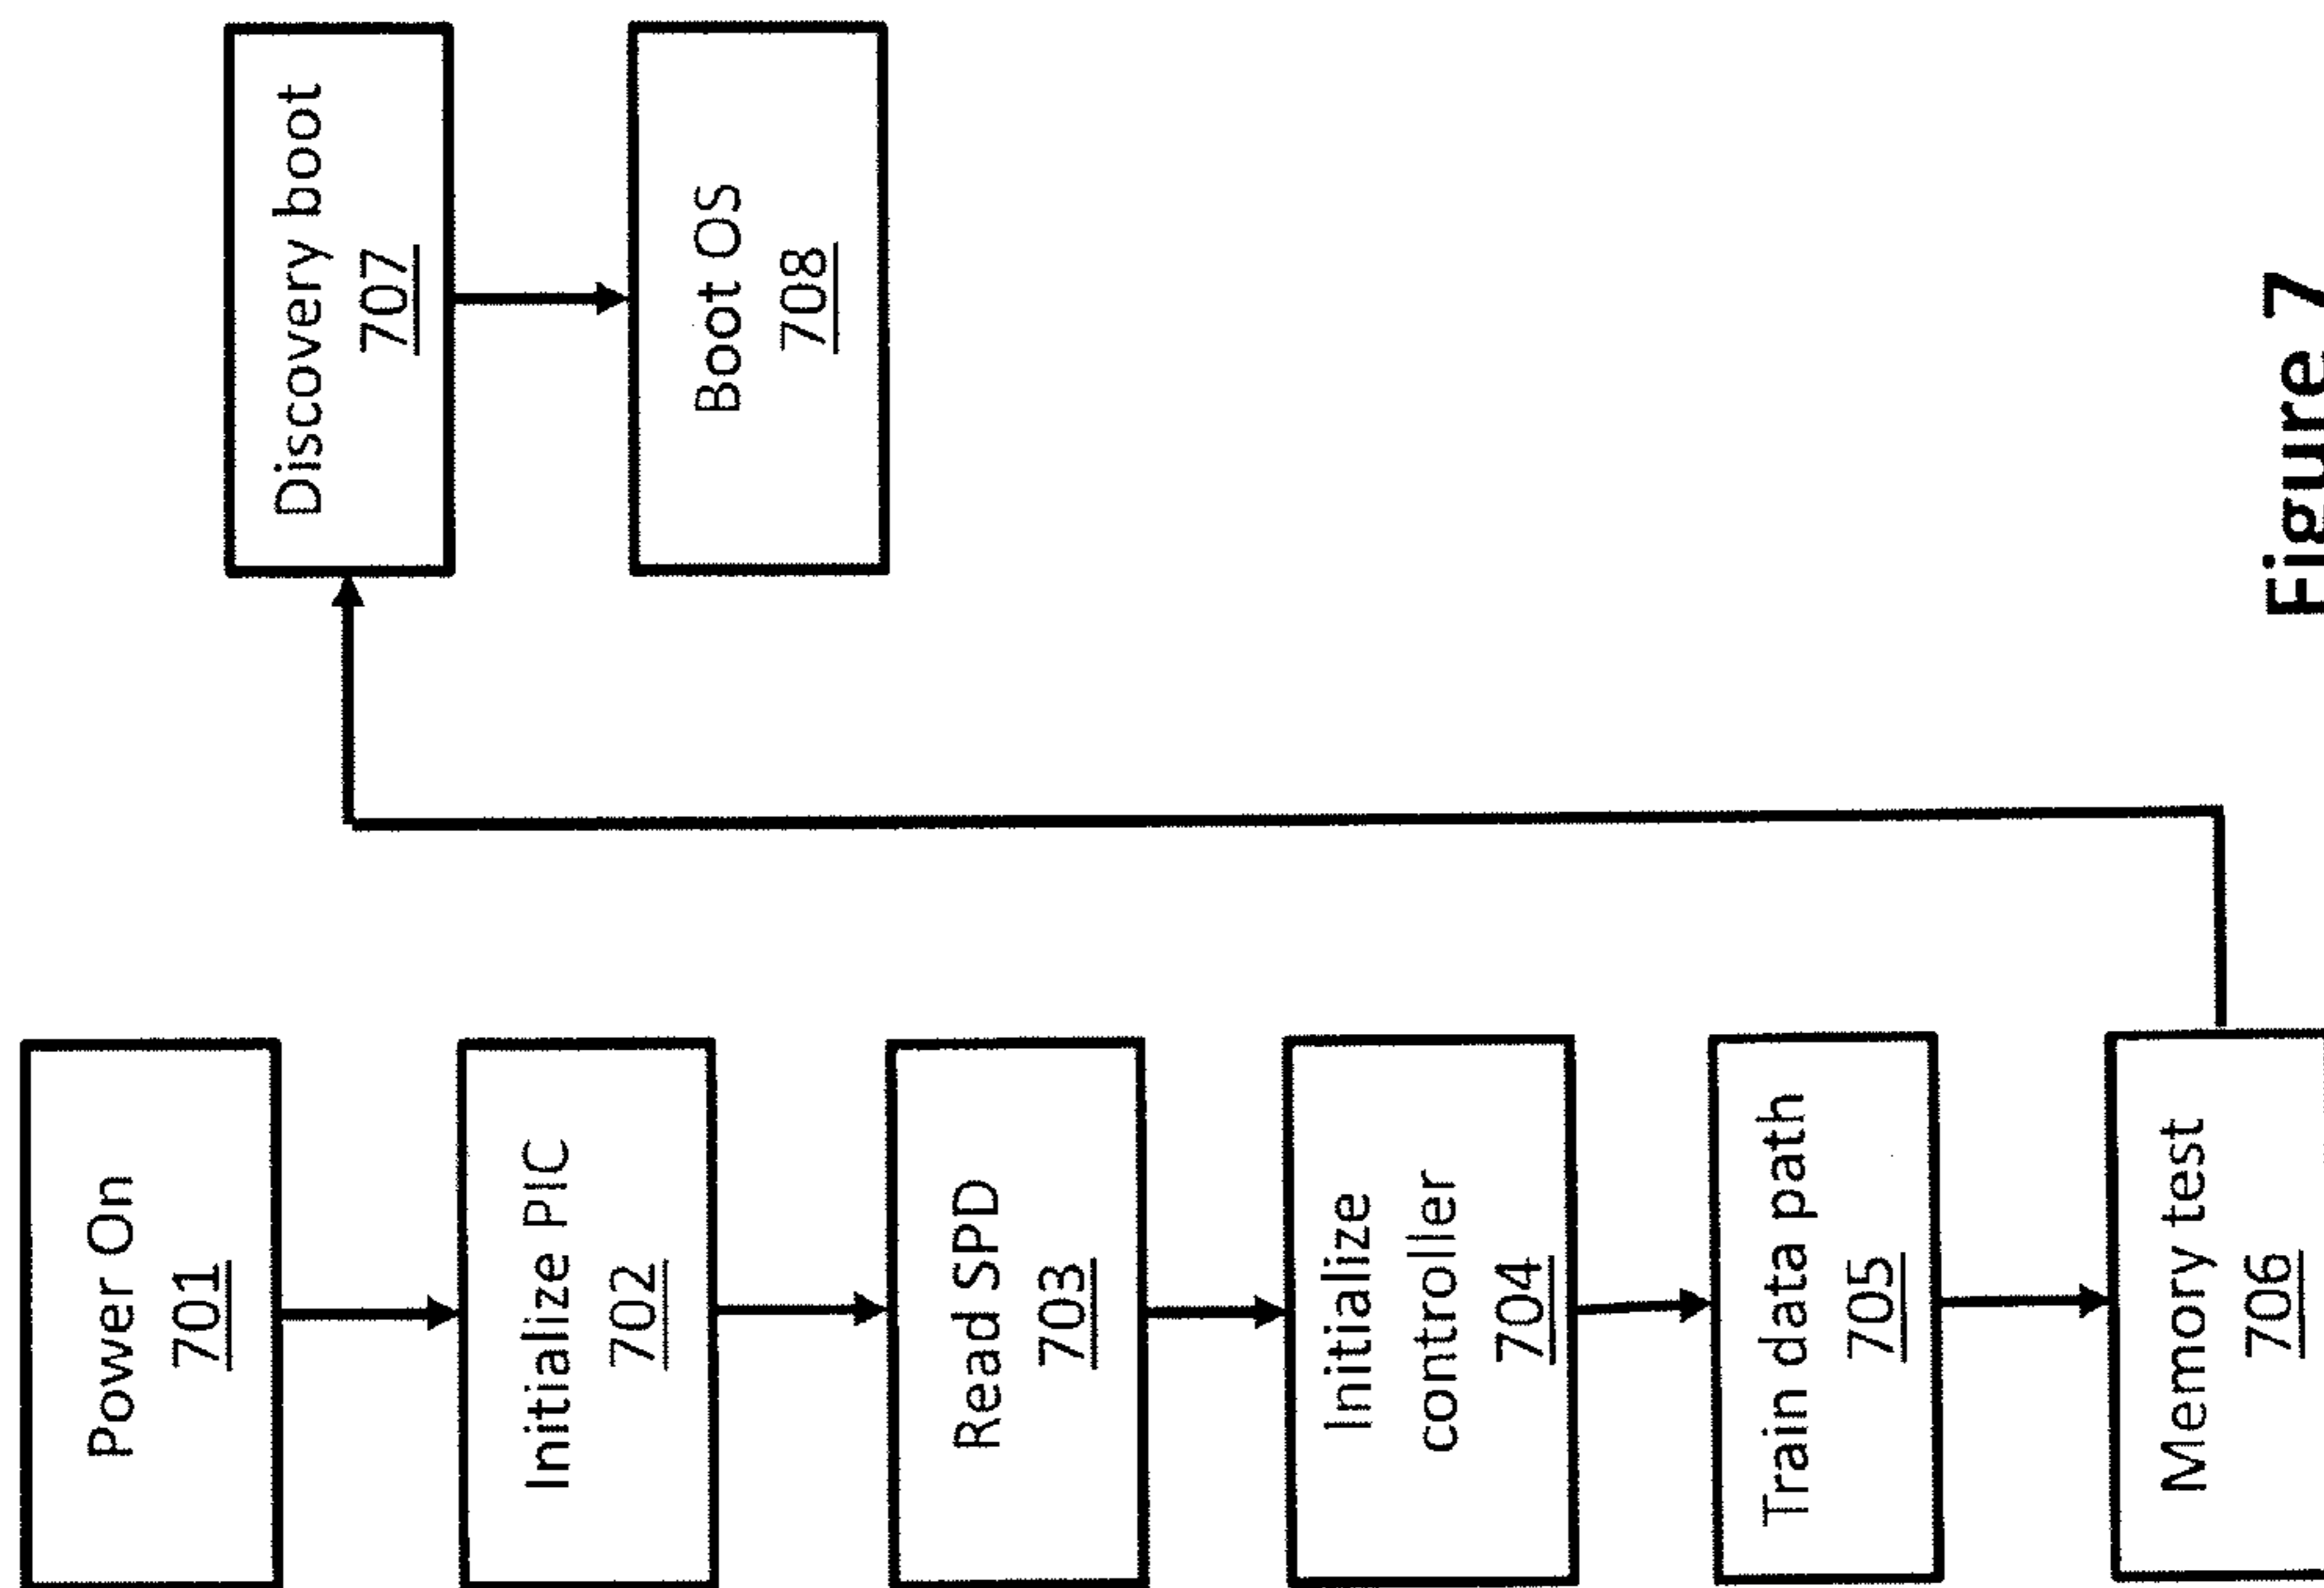 Power On
701
Initialize PIC
702
Read SPD
703
Initialize
controller
704
Train data path
705
Memory test
706
Discovery boot
707
Boot OS
708
Figure 7